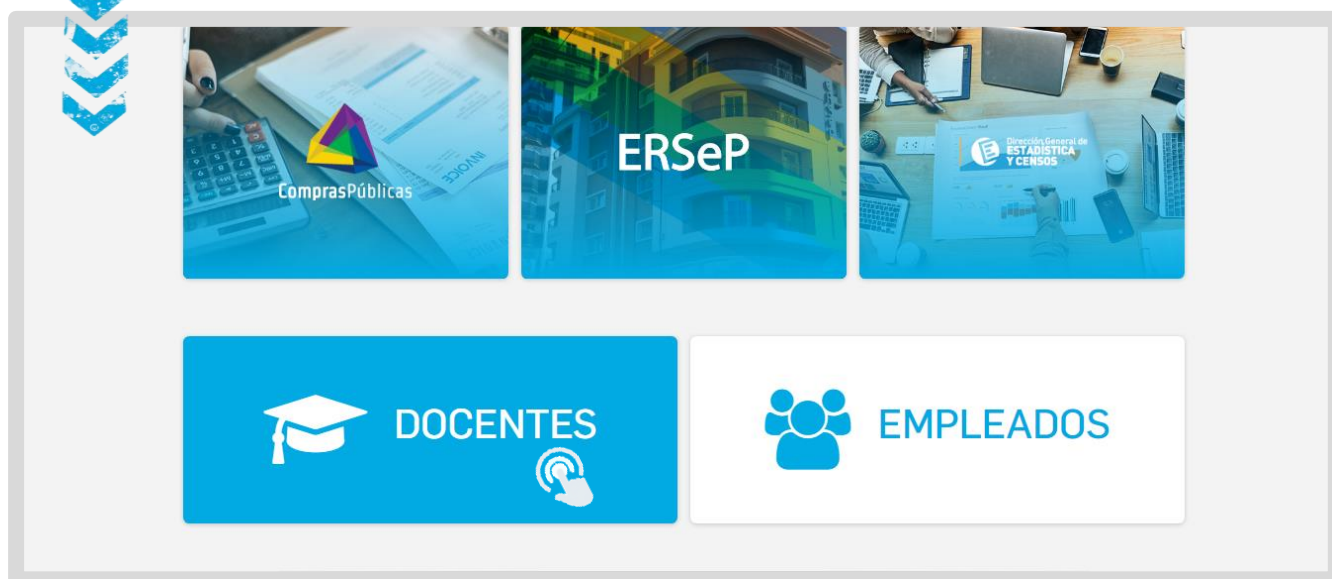 ComprasPúblicas
INVOICE
ERSeP
Dirección General de
ESTADÍSTICA
Y CENSOS
DOCENTES
EMPLEADOS